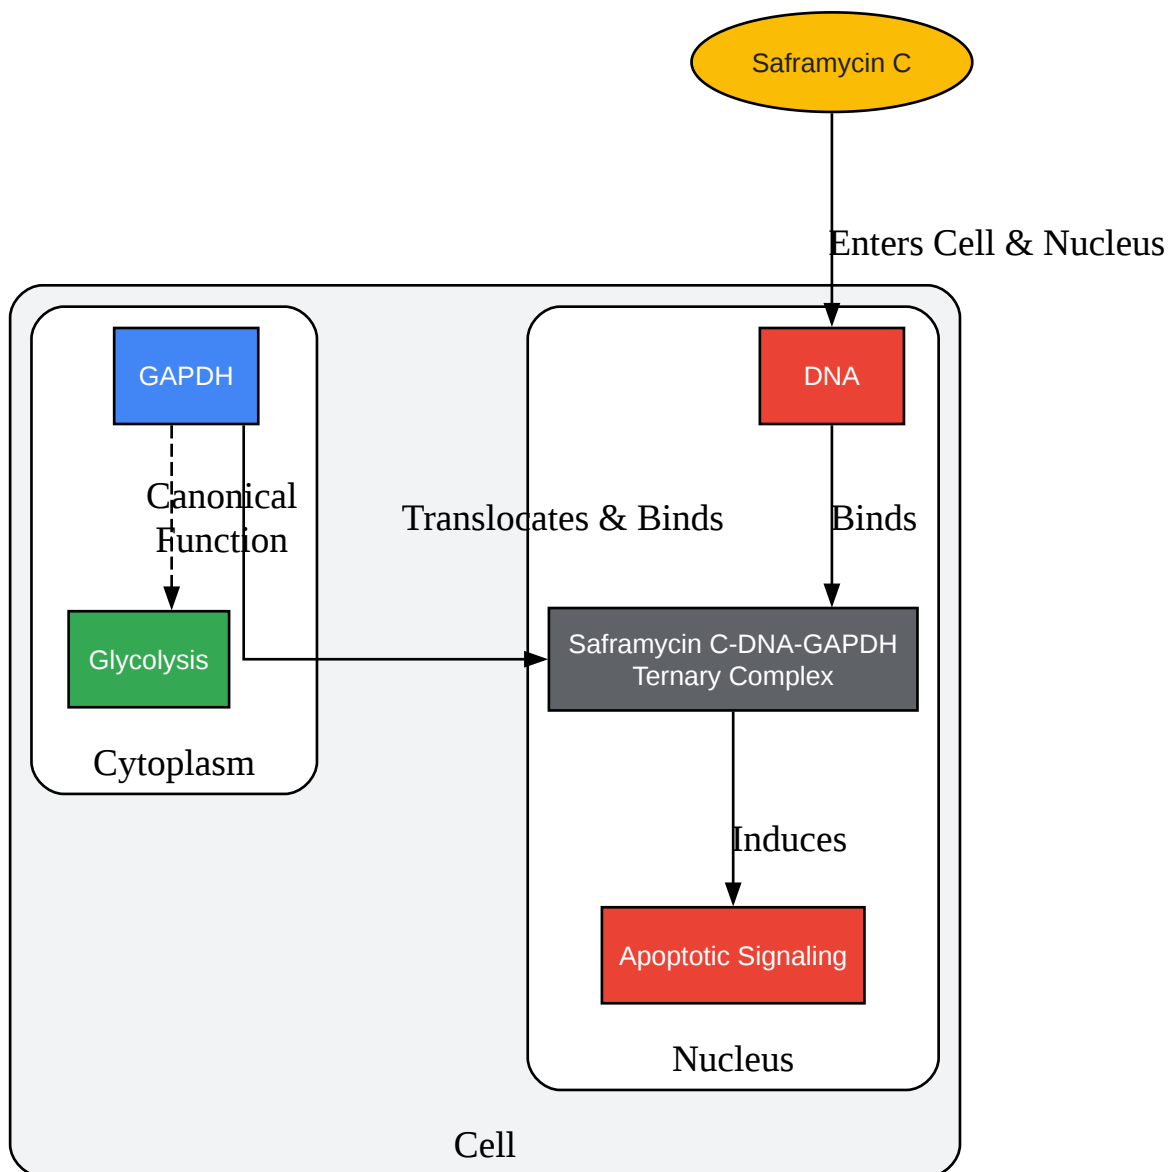 Saframycin C
Enters Cell & Nucleus
GAPDH
DNA
Canonical
Function
Translocates & Binds
Binds
Glycolysis
Saframycin C-DNA-GAPDH
Ternary Complex
Cytoplasm
Induces
Apoptotic Signaling
Nucleus
Cell